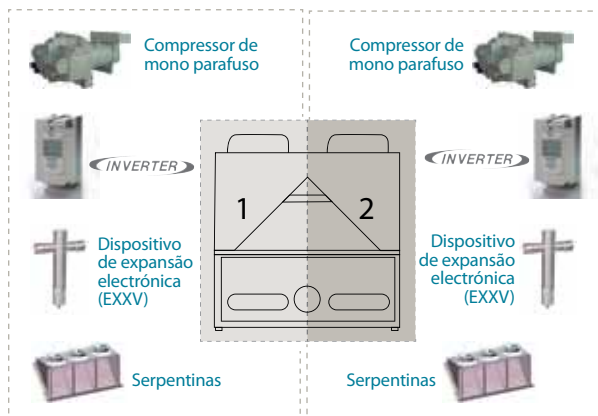 Compressor de
mono parafuso
INVERTER
Dispositivo
de expansão
electrónica
(EXXV)
Serpentinas
1
2
Compressor de
mono parafuso
INVERTER
Dispositivo
de expansão
electrónica
(EXXV)
Serpentinas